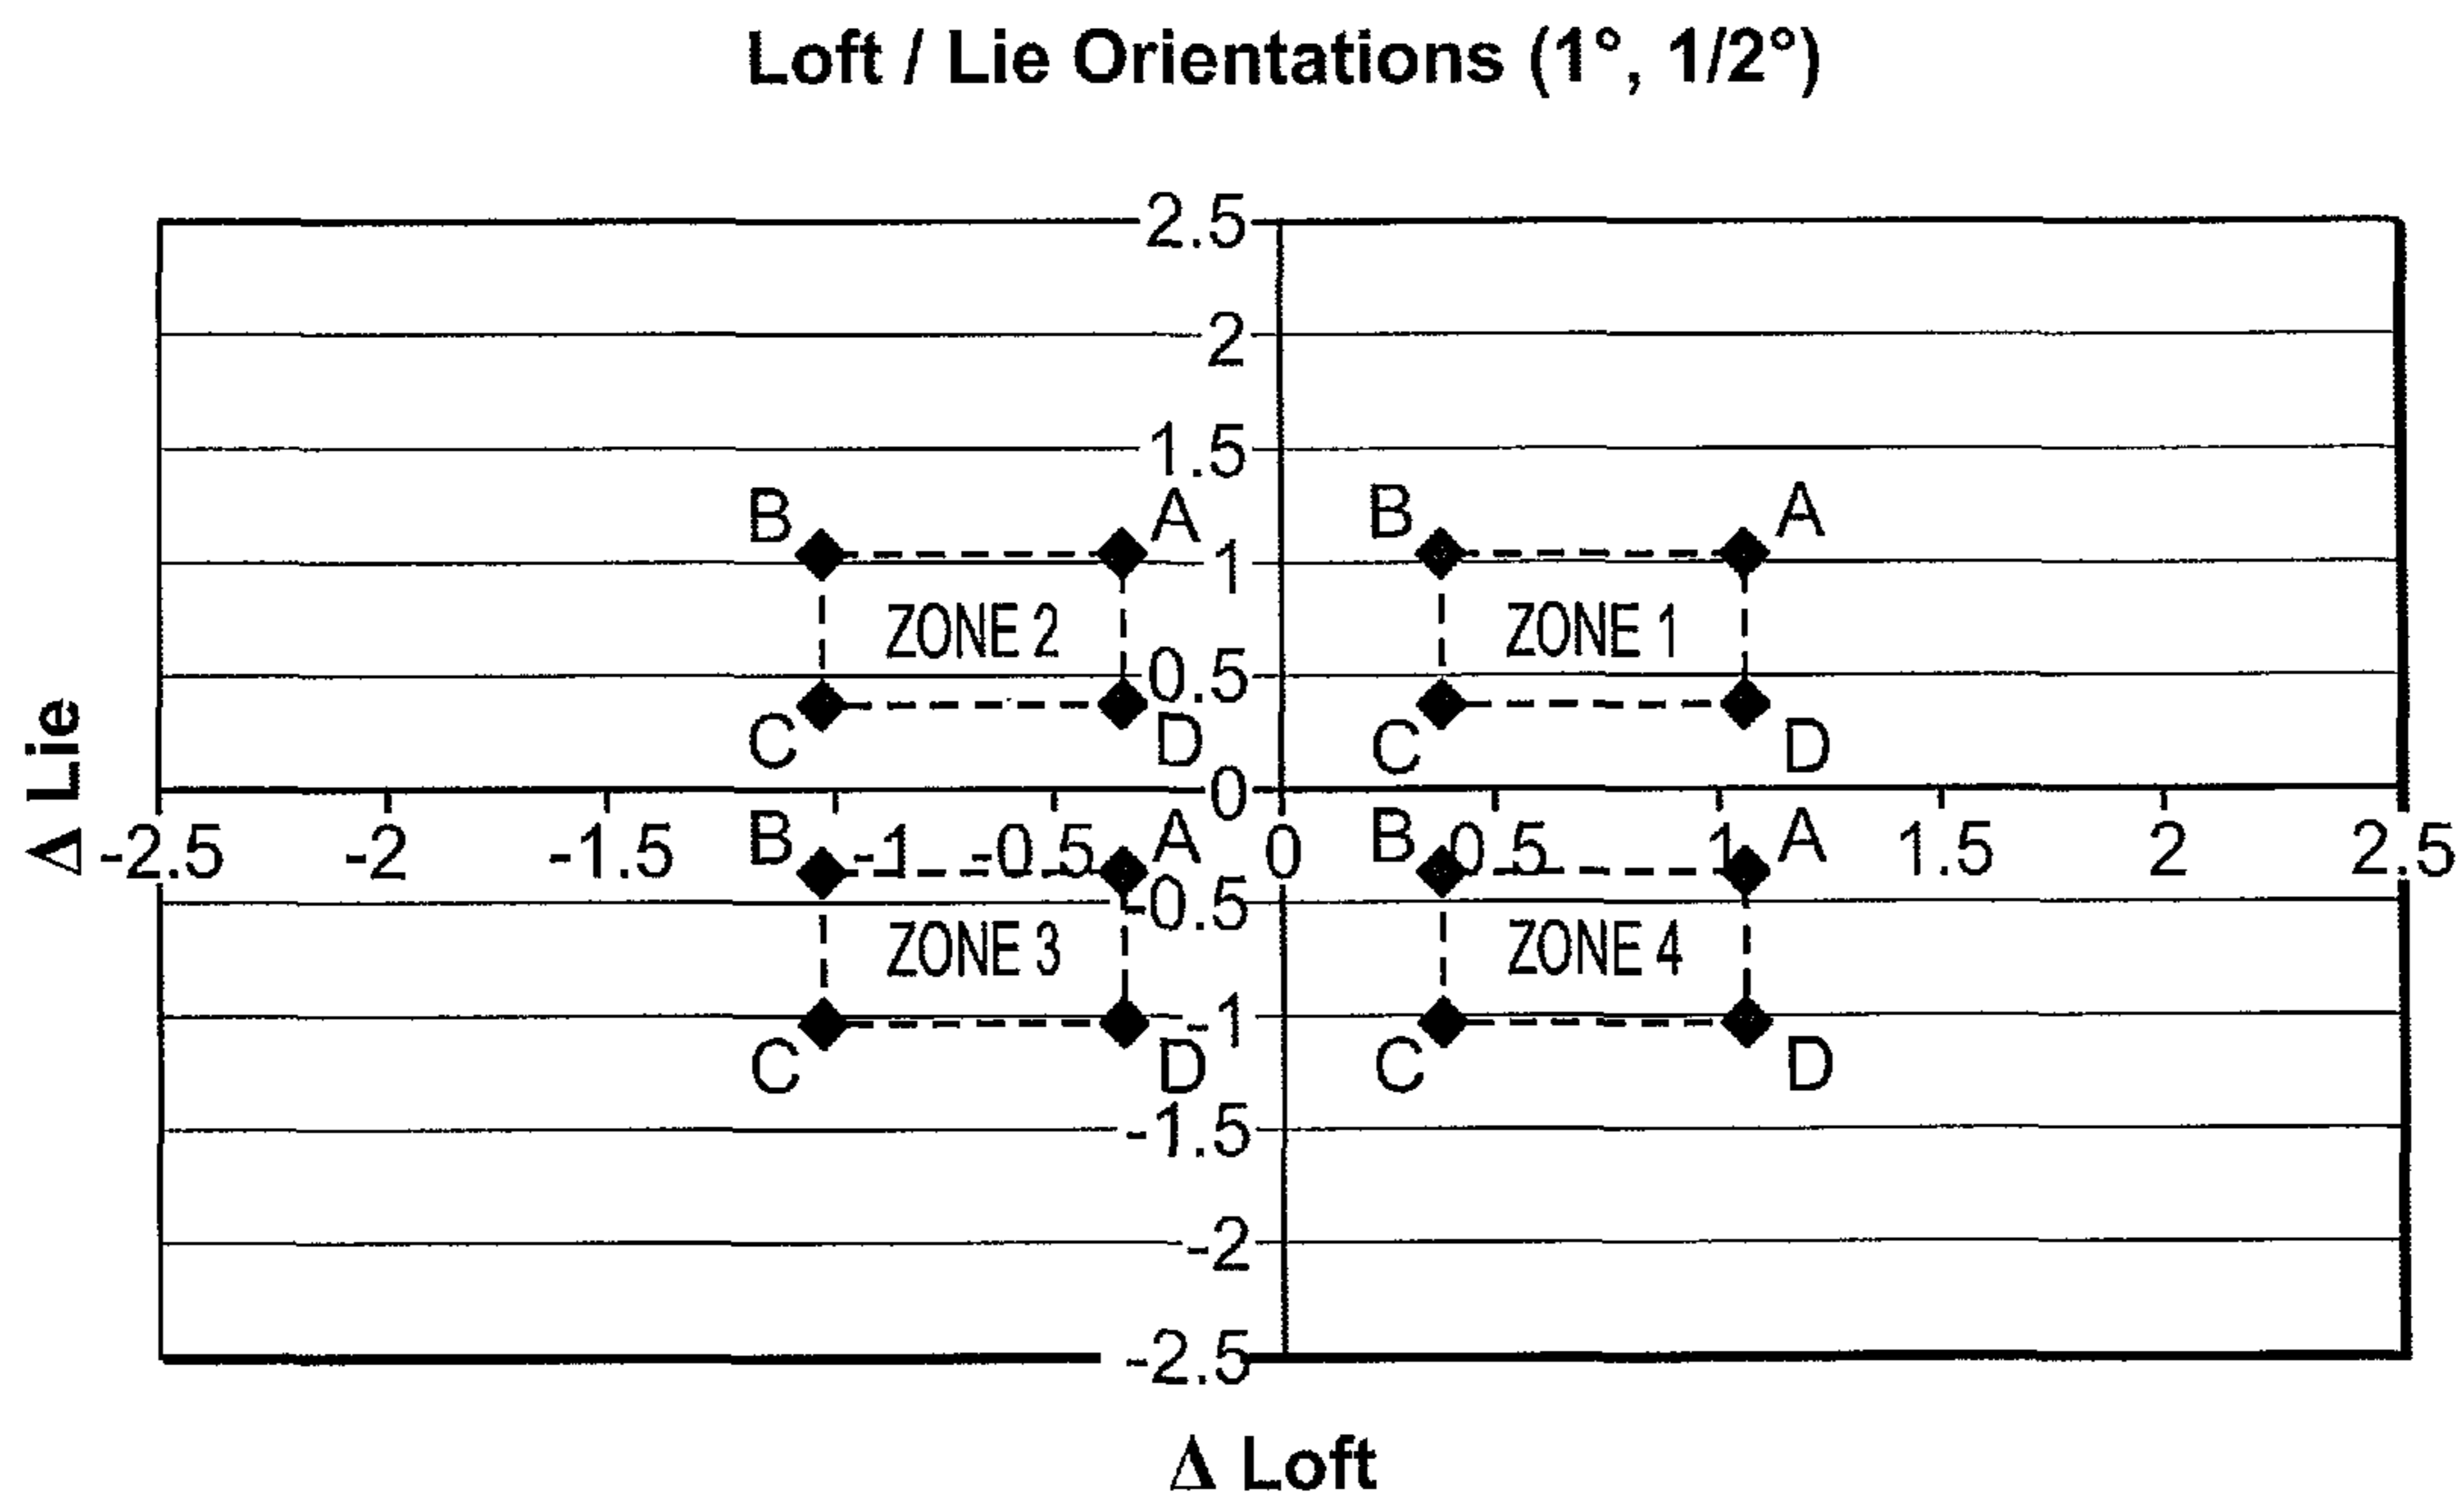 Loft / Lie Orientations (1°, 1/2°)
2.5
2
1.5
B A B A
1
ZONE 2 ZONE 1
0.5
C D C D
0
Δ Lie
B A B A
-2.5 -2 -1.5 -1 -0.5 0 0.5 1 1.5 2 2.5
-0.5
ZONE 3 ZONE 4
-1
C D C D
-1.5
-2
-2.5
Δ Loft